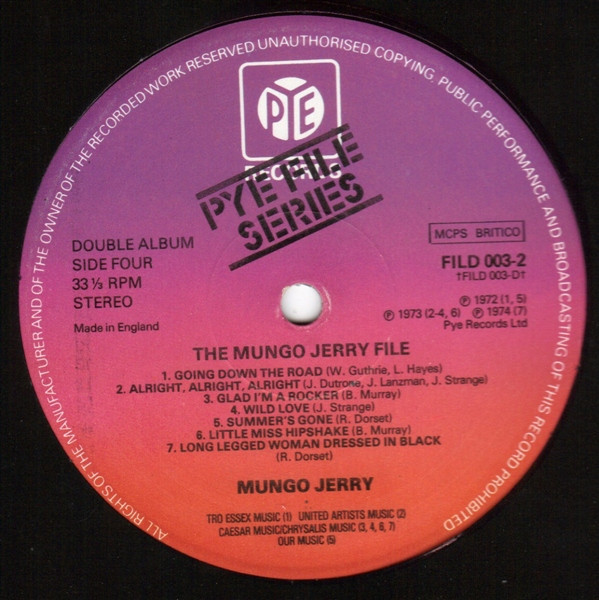 ALL RIGHTS OF THE MANUFACTURER AND OF THE OWNER OF THE RECORDED WORK RESERVED UNAUTHORISED COPYING, PUBLIC PERFORMANCE AND BROADCASTING OF THIS RECORD PROHIBITED
PYE
RECORDS
PYE FILE
SERIES
DOUBLE ALBUM
SIDE FOUR
33 ⅓ RPM
STEREO
Made in England
MCPS BRITICO
FILD 003-2
†FILD 003-D†
℗ 1972 (1, 5)
℗ 1973 (2-4, 6) ℗ 1974 (7)
Pye Records Ltd
THE MUNGO JERRY FILE
1. GOING DOWN THE ROAD (W. Guthrie, L. Hayes)
2. ALRIGHT, ALRIGHT, ALRIGHT (J. Dutrone, J. Lanzman, J. Strange)
3. GLAD I'M A ROCKER (B. Murray)
4. WILD LOVE (J. Strange)
5. SUMMER'S GONE (R. Dorset)
6. LITTLE MISS HIPSHAKE (B. Murray)
7. LONG LEGGED WOMAN DRESSED IN BLACK
(R. Dorset)
MUNGO JERRY
TRO ESSEX MUSIC (1) UNITED ARTISTS MUSIC (2)
CAESAR MUSIC/CHRYSALIS MUSIC (3, 4, 6, 7)
OUR MUSIC (5)